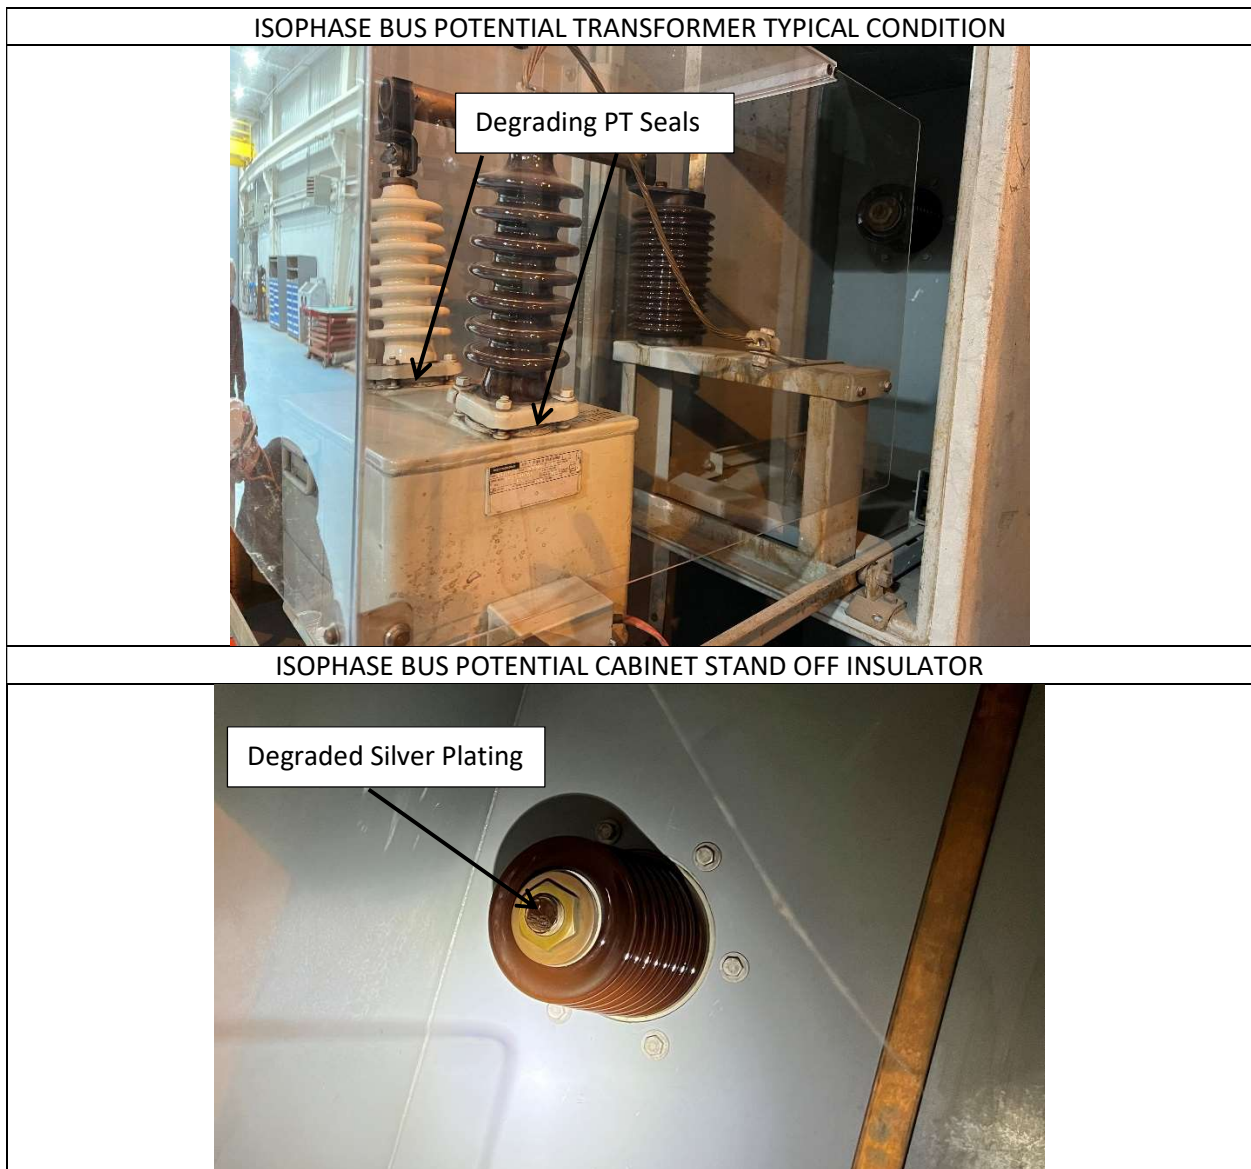 ISOPHASE BUS POTENTIAL TRANSFORMER TYPICAL CONDITION
Degrading PT Seals
ISOPHASE BUS POTENTIAL CABINET STAND OFF INSULATOR
Degraded Silver Plating